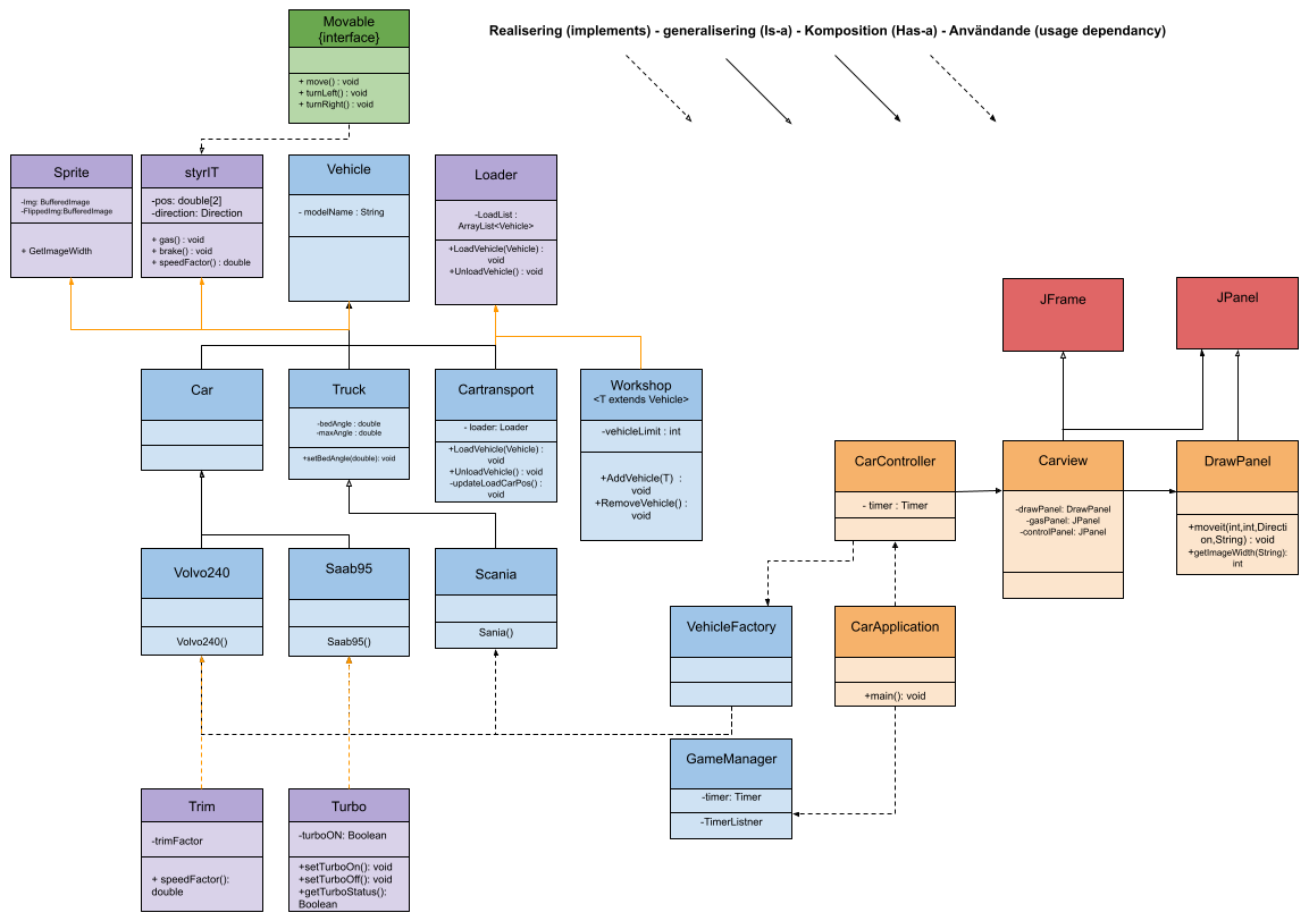 Movable
{interface}
+ move() : void
+ turnLeft() : void
+ turnRight() : void
Realisering (implements) - generalisering (Is-a) - Komposition (Has-a) - Användande (usage dependancy)
Sprite
-Img: BufferedImage
-FlippedImg:BufferedImage
+ GetImageWidth
styrIT
-pos: double[2]
-direction: Direction
+ gas() : void
+ brake() : void
+ speedFactor() : double
Vehicle
- modelName : String
Loader
-LoadList :
ArrayList<Vehicle>
+LoadVehicle(Vehicle) :
void
+UnloadVehicle() : void
JFrame
JPanel
Car
Truck
-bedAngle : double
-maxAngle : double
+setBedAngle(double): void
Cartransport
- loader: Loader
+LoadVehicle(Vehicle) :
void
+UnloadVehicle() : void
-updateLoadCarPos() :
void
Workshop
<T extends Vehicle>
-vehicleLimit : int
+AddVehicle(T) :
void
+RemoveVehicle() :
void
CarController
- timer : Timer
Carview
-drawPanel: DrawPanel
-gasPanel: JPanel
-controlPanel: JPanel
DrawPanel
+moveit(int,int,Directi
on,String) : void
+getImageWidth(String):
int
Volvo240
Volvo240()
Saab95
Saab95()
Scania
Sania()
VehicleFactory
CarApplication
+main(): void
GameManager
-timer: Timer
-TimerListner
Trim
-trimFactor
+ speedFactor():
double
Turbo
-turboON: Boolean
+setTurboOn(): void
+setTurboOff(): void
+getTurboStatus():
Boolean